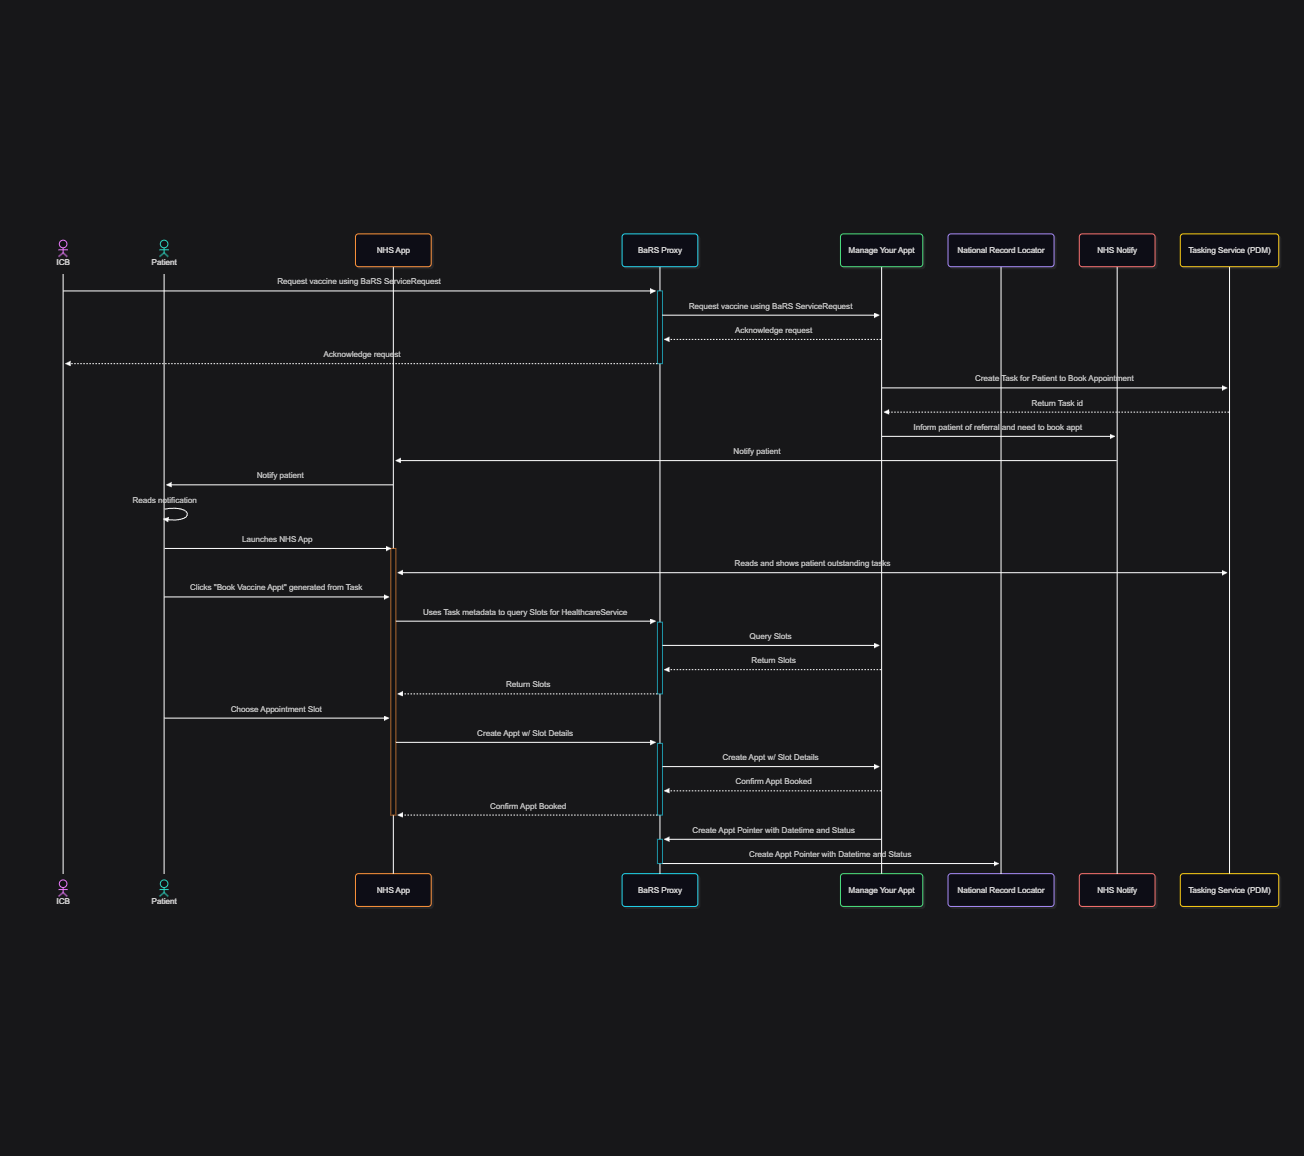 ICB
Patient
NHS App
BaRS Proxy
Manage Your Appt
National Record Locator
NHS Notify
Tasking Service (PDM)
Request vaccine using BaRS ServiceRequest
Request vaccine using BaRS ServiceRequest
Acknowledge request
Acknowledge request
Create Task for Patient to Book Appointment
Return Task id
Inform patient of referral and need to book appt
Notify patient
Notify patient
Reads notification
Launches NHS App
Reads and shows patient outstanding tasks
Clicks "Book Vaccine Appt" generated from Task
Uses Task metadata to query Slots for HealthcareService
Query Slots
Return Slots
Return Slots
Choose Appointment Slot
Create Appt w/ Slot Details
Create Appt w/ Slot Details
Confirm Appt Booked
Confirm Appt Booked
Create Appt Pointer with Datetime and Status
Create Appt Pointer with Datetime and Status
ICB
Patient
NHS App
BaRS Proxy
Manage Your Appt
National Record Locator
NHS Notify
Tasking Service (PDM)